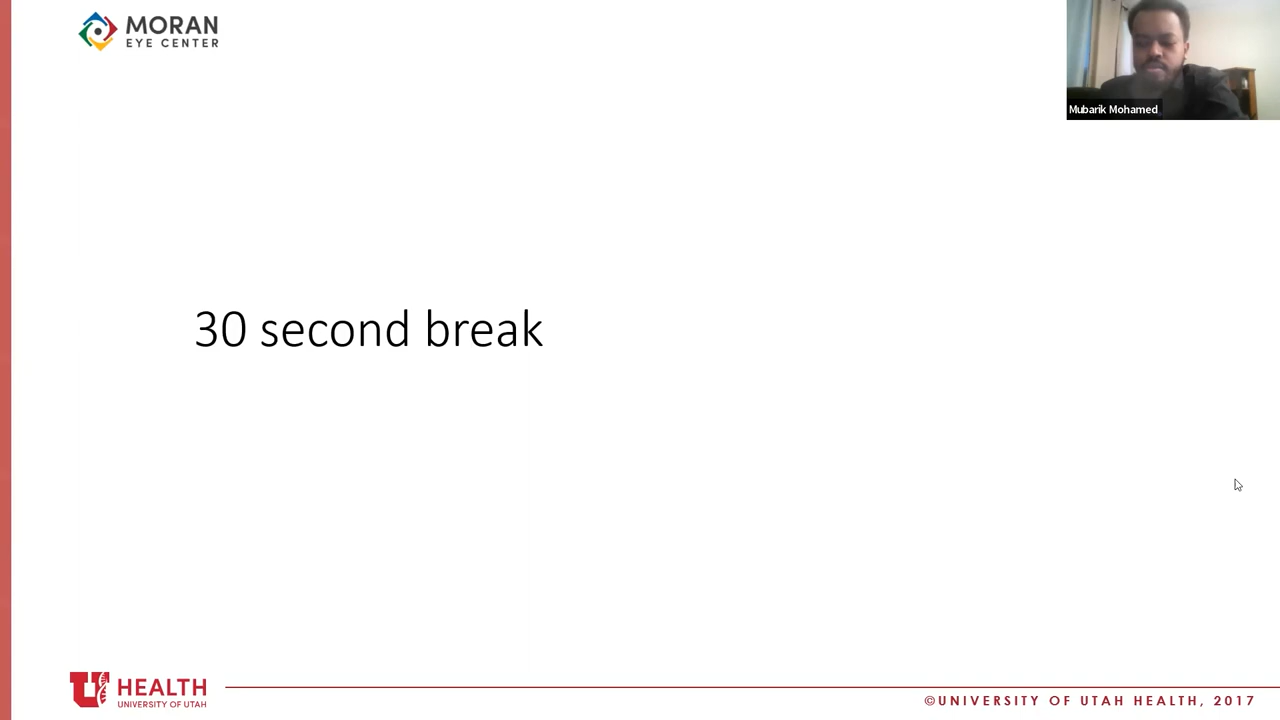 MORAN
EYE CENTER
Mubarik Mohamed
30 second break
U HEALTH
UNIVERSITY OF UTAH
©UNIVERSITY OF UTAH HEALTH, 2017